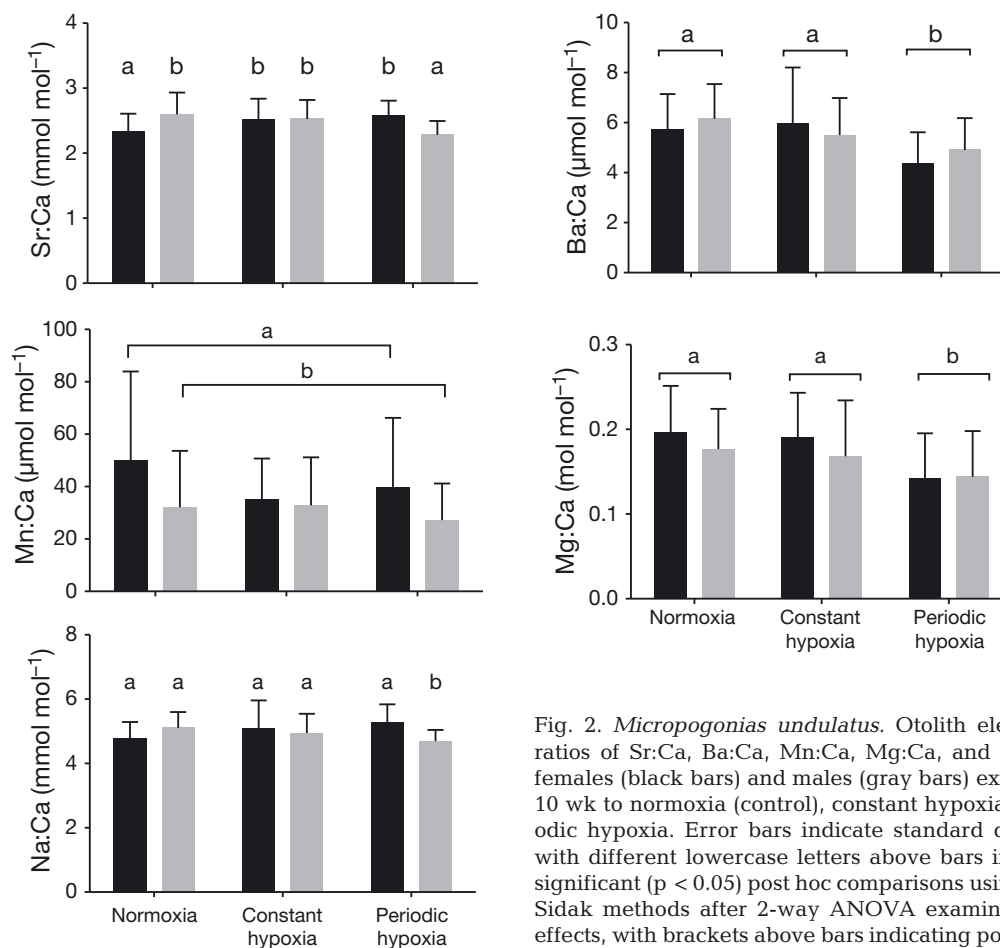 4
3
2
1
0
Sr:Ca (mmol mol–1)
a b b b b a
10
8
6
4
2
0
Ba:Ca (µmol mol–1)
a a b
100
80
60
40
20
0
Mn:Ca (µmol mol–1)
a
b
0.3
0.2
0.1
0.0
Mg:Ca (mol mol–1)
a a b
Normoxia Constant hypoxia Periodic hypoxia
8
6
4
2
0
Na:Ca (mmol mol–1)
a a a a a b
Normoxia Constant hypoxia Periodic hypoxia
Fig. 2. Micropogonias undulatus. Otolith ele
ratios of Sr:Ca, Ba:Ca, Mn:Ca, Mg:Ca, and
females (black bars) and males (gray bars) ex
10 wk to normoxia (control), constant hypoxia
odic hypoxia. Error bars indicate standard d
with different lowercase letters above bars i
significant (p < 0.05) post hoc comparisons usi
Sidak methods after 2-way ANOVA examin
effects, with brackets above bars indicating po